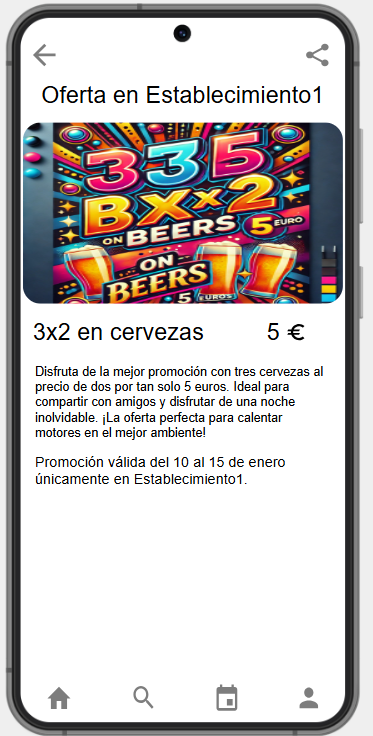 Oferta en Establecimiento1
335
BXx2
ON BEERS 5 EURO
ON
BEERS
5 EUROS
3x2 en cervezas 5 €
Disfruta de la mejor promoción con tres cervezas al
precio de dos por tan solo 5 euros. Ideal para
compartir con amigos y disfrutar de una noche
inolvidable. ¡La oferta perfecta para calentar
motores en el mejor ambiente!
Promoción válida del 10 al 15 de enero
únicamente en Establecimiento1.